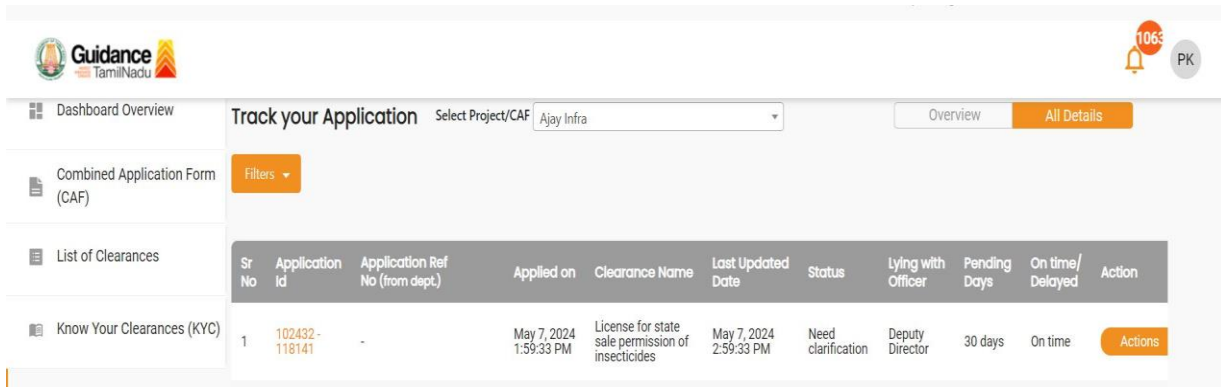 Guidance
TamilNadu
1063
PK
Dashboard Overview
Track your Application
Select Project/CAF
Ajay Infra
Overview
All Details
Combined Application Form
(CAF)
Filters
List of Clearances
Know Your Clearances (KYC)
Sr
No
Application
Id
Application Ref
No (from dept.)
Applied on
Clearance Name
Last Updated
Date
Status
Lying with
Officer
Pending
Days
On time/
Delayed
Action
1
102432 -
118141
-
May 7, 2024
1:59:33 PM
License for state
sale permission of
insecticides
May 7, 2024
2:59:33 PM
Need
clarification
Deputy
Director
30 days
On time
Actions